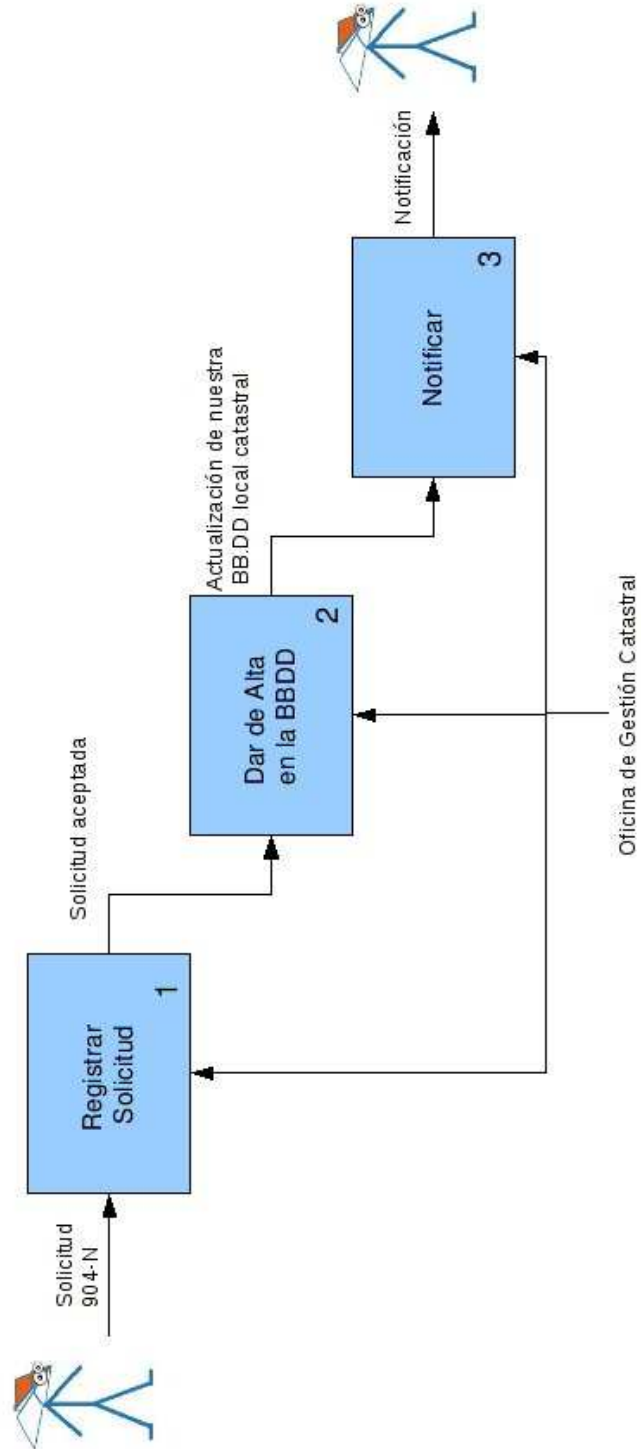 Solicitud
904-N
Registrar
Solicitud
1
Solicitud aceptada
Dar de Alta
en la BBDD
2
Actualización de nuestra
BB.DD local catastral
Notificar
3
Notificación
Oficina de Gestión Catastral